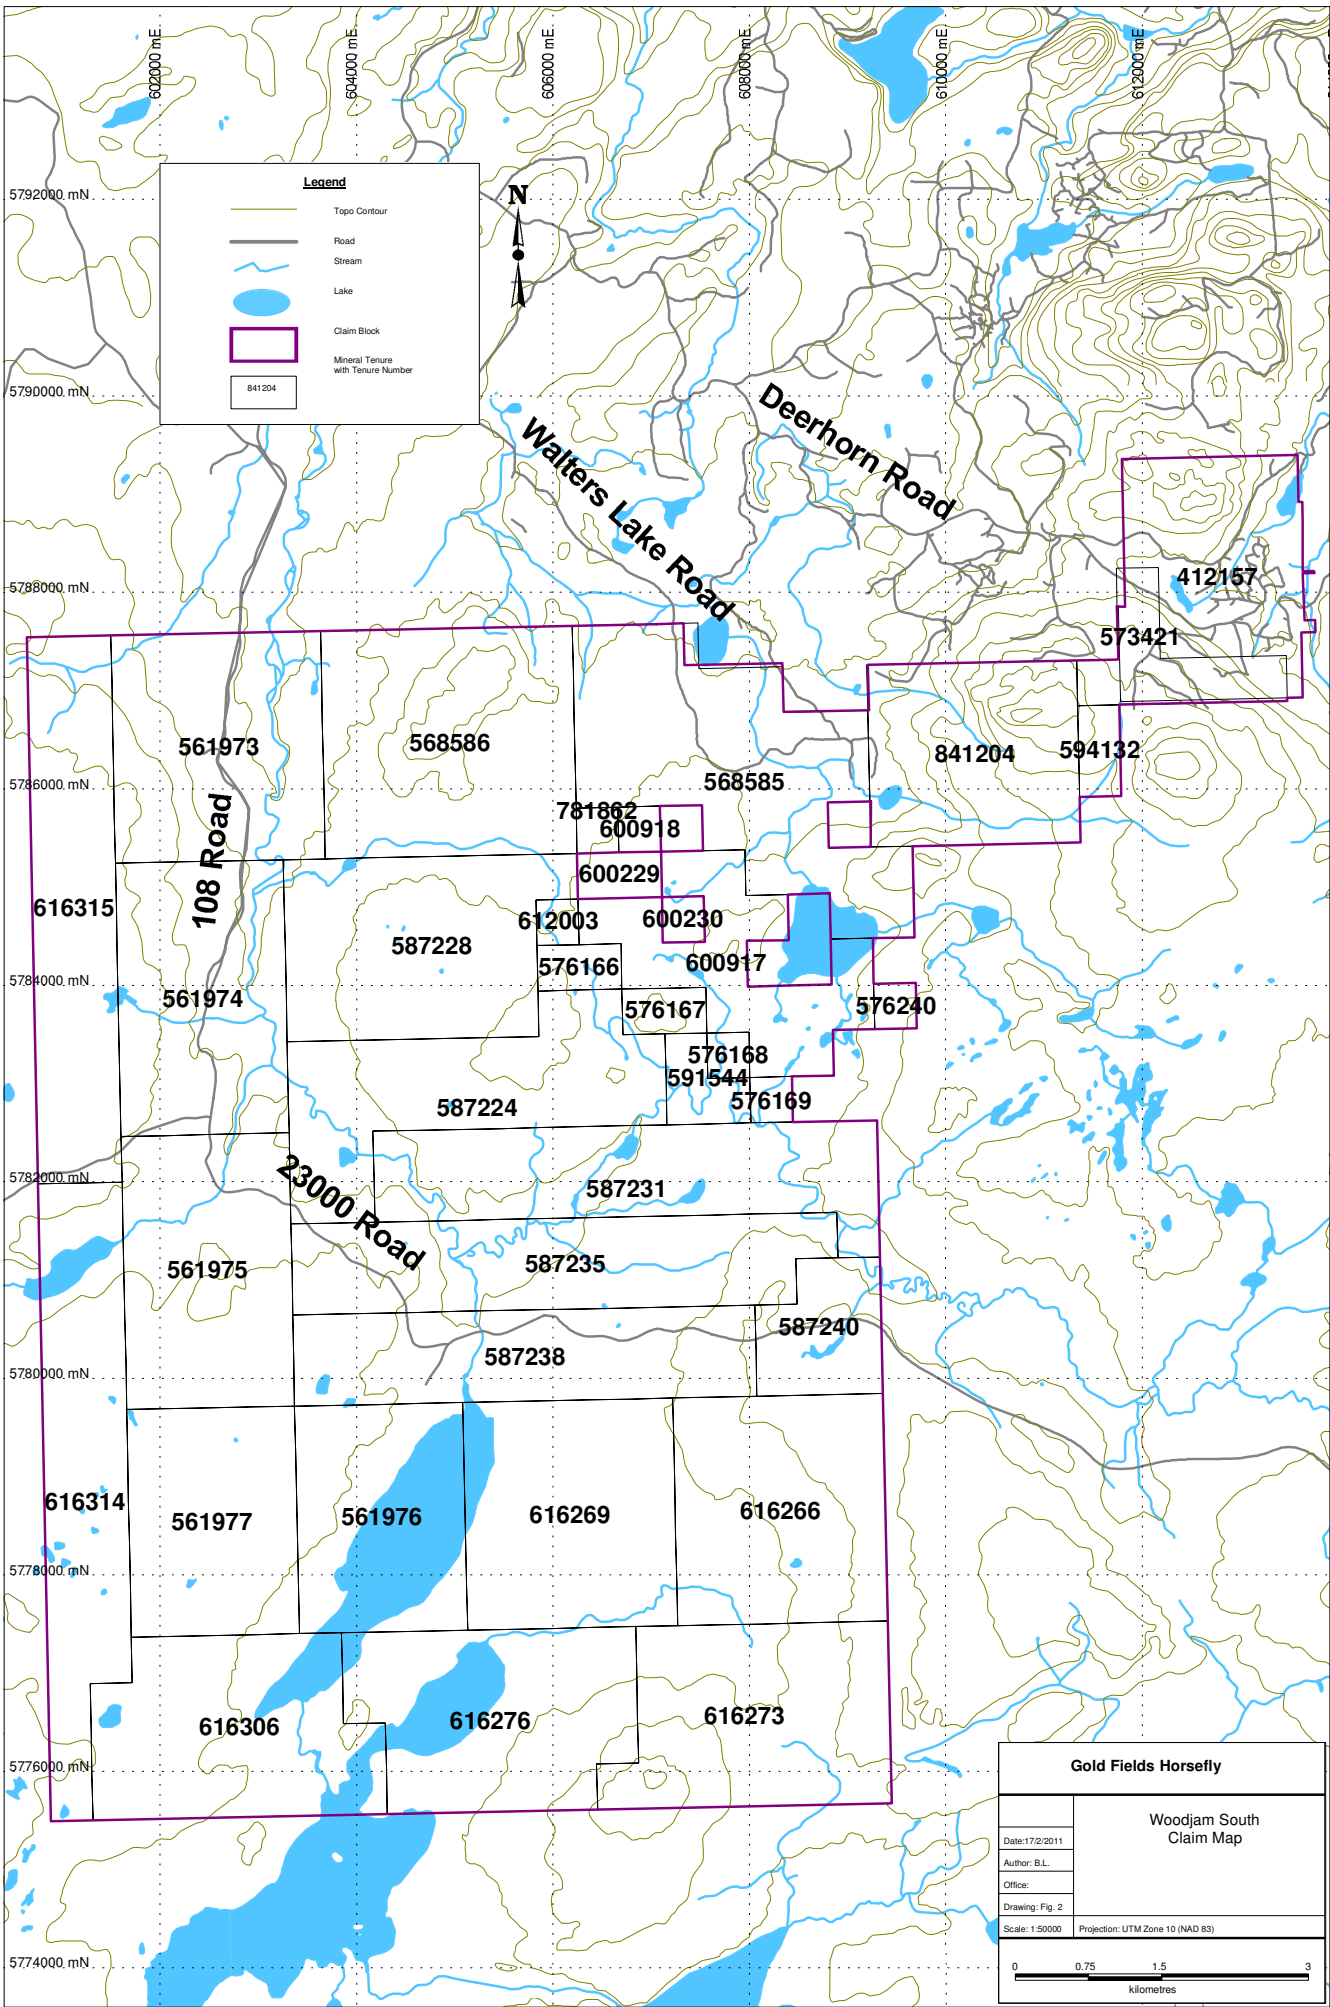 602000 mE
604000 mE
606000 mE
608000 mE
610000 mE
612000 mE
5792000 mN
5790000 mN
5788000 mN
5786000 mN
5784000 mN
5782000 mN
5780000 mN
5778000 mN
5776000 mN
5774000 mN
Legend
Topo Contour
Road
Stream
Lake
Claim Block
Mineral Tenure
with Tenure Number
841204
N
Walters Lake Road
Deerhorn Road
108 Road
23000 Road
412157
573421
561973
568586
568585
841204
594132
781862
600918
600229
616315
612003
600230
587228
576166
600917
561974
576167
576240
576168
591544
576169
587224
587231
561975
587235
587240
587238
616314
561977
561976
616269
616266
616306
616276
616273
Gold Fields Horsefly
Woodjam South
Claim Map
Date:17/2/2011
Author: B.L.
Office:
Drawing: Fig. 2
Scale: 1:50000
Projection: UTM Zone 10 (NAD 83)
0 0.75 1.5 3
kilometres